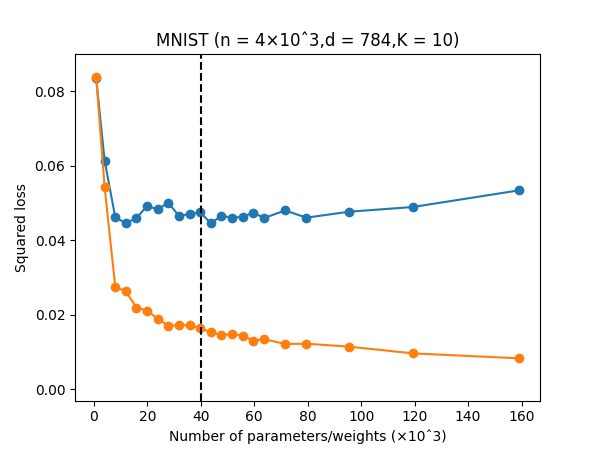 MNIST (n = 4×10ˆ3,d = 784,K = 10)
Squared loss
0.08
0.06
0.04
0.02
0.00
0 20 40 60 80 100 120 140 160
Number of parameters/weights (×10ˆ3)